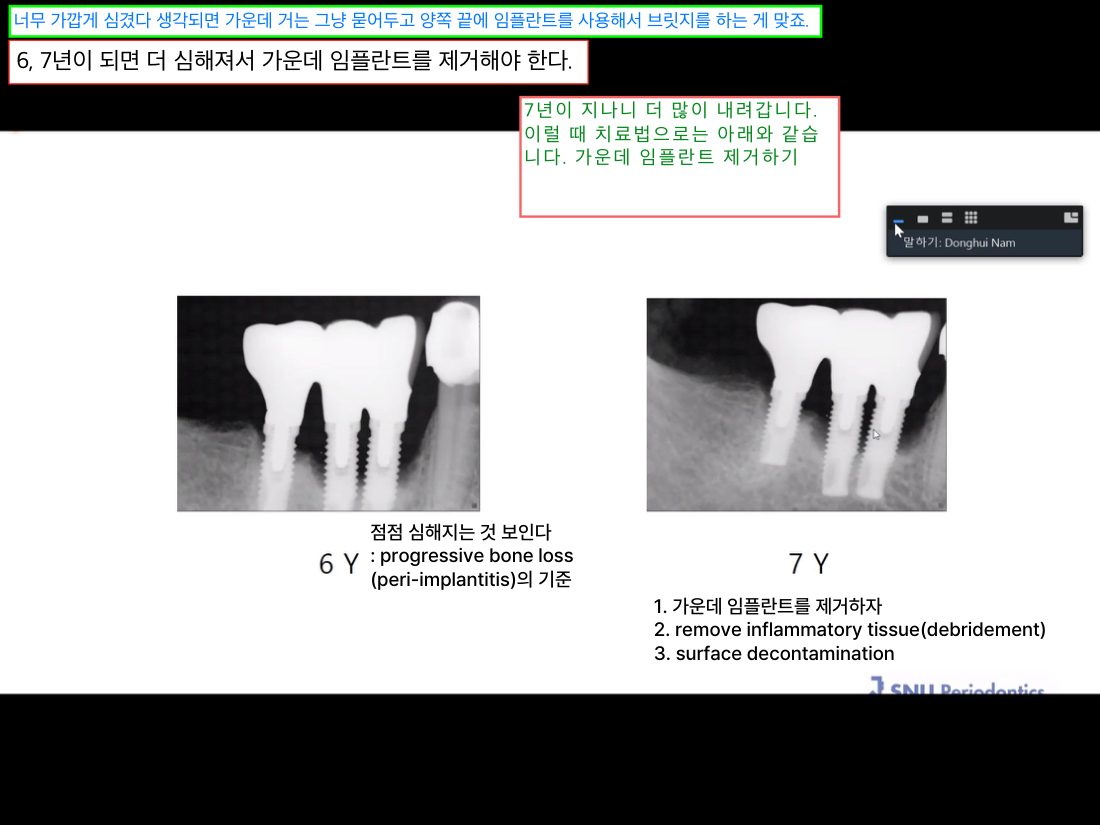 너무 가깝게 심겼다 생각되면 가운데 거는 그냥 묻어두고 양쪽 끝에 임플란트를 사용해서 브릿지를 하는 게 맞죠.
6, 7년이 되면 더 심해져서 가운데 임플란트를 제거해야 한다.
7년이 지나니 더 많이 내려갑니다.
이럴 때 치료법으로는 아래와 같습
니다. 가운데 임플란트 제거하기
말하기: Donghui Nam
점점 심해지는 것 보인다
: progressive bone loss
(peri-implantitis)의 기준
6 Y
7 Y
1. 가운데 임플란트를 제거하자
2. remove inflammatory tissue(debridement)
3. surface decontamination
SNU Periodontics